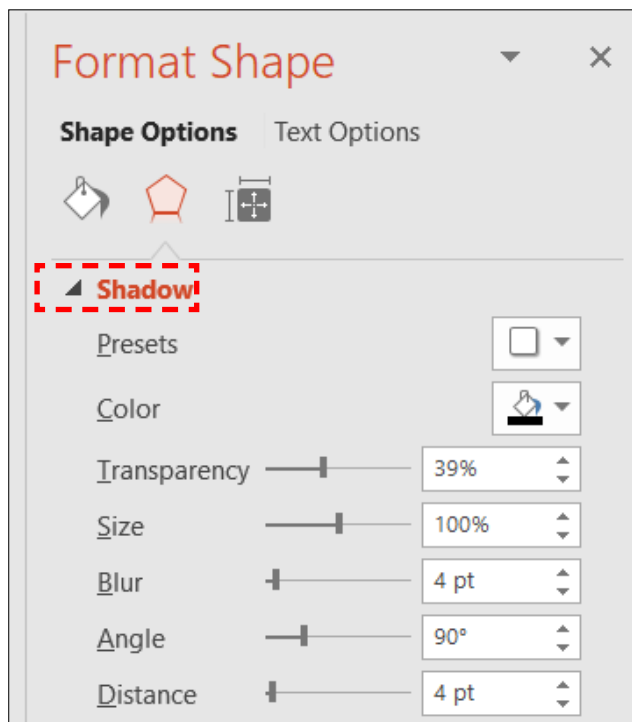 Format Shape
Shape Options Text Options
Shadow
Presets
Color
Transparency 39%
Size 100%
Blur 4 pt
Angle 90°
Distance 4 pt